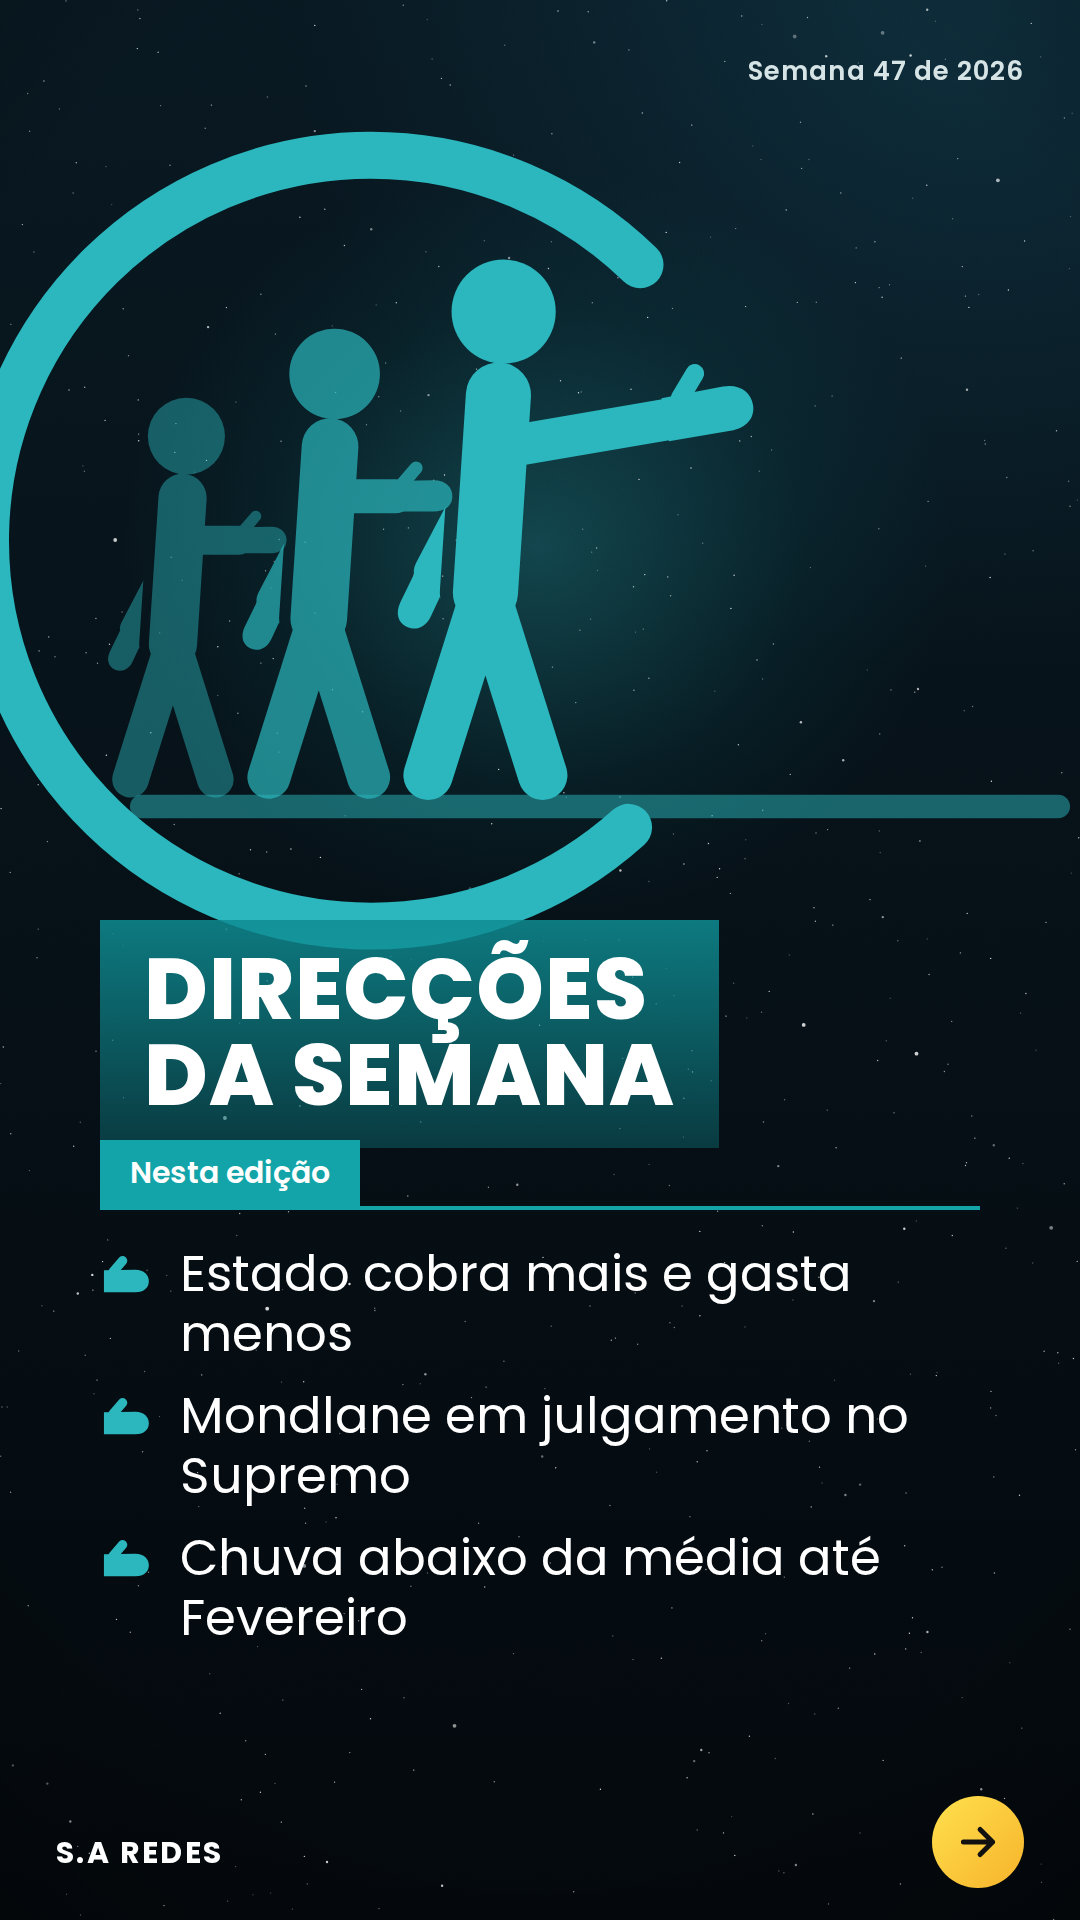 Semana 47 de 2026
DIRECÇÕES
DA SEMANA
Nesta edição
Estado cobra mais e gasta
menos
Mondlane em julgamento no
Supremo
Chuva abaixo da média até
Fevereiro
S.A REDES